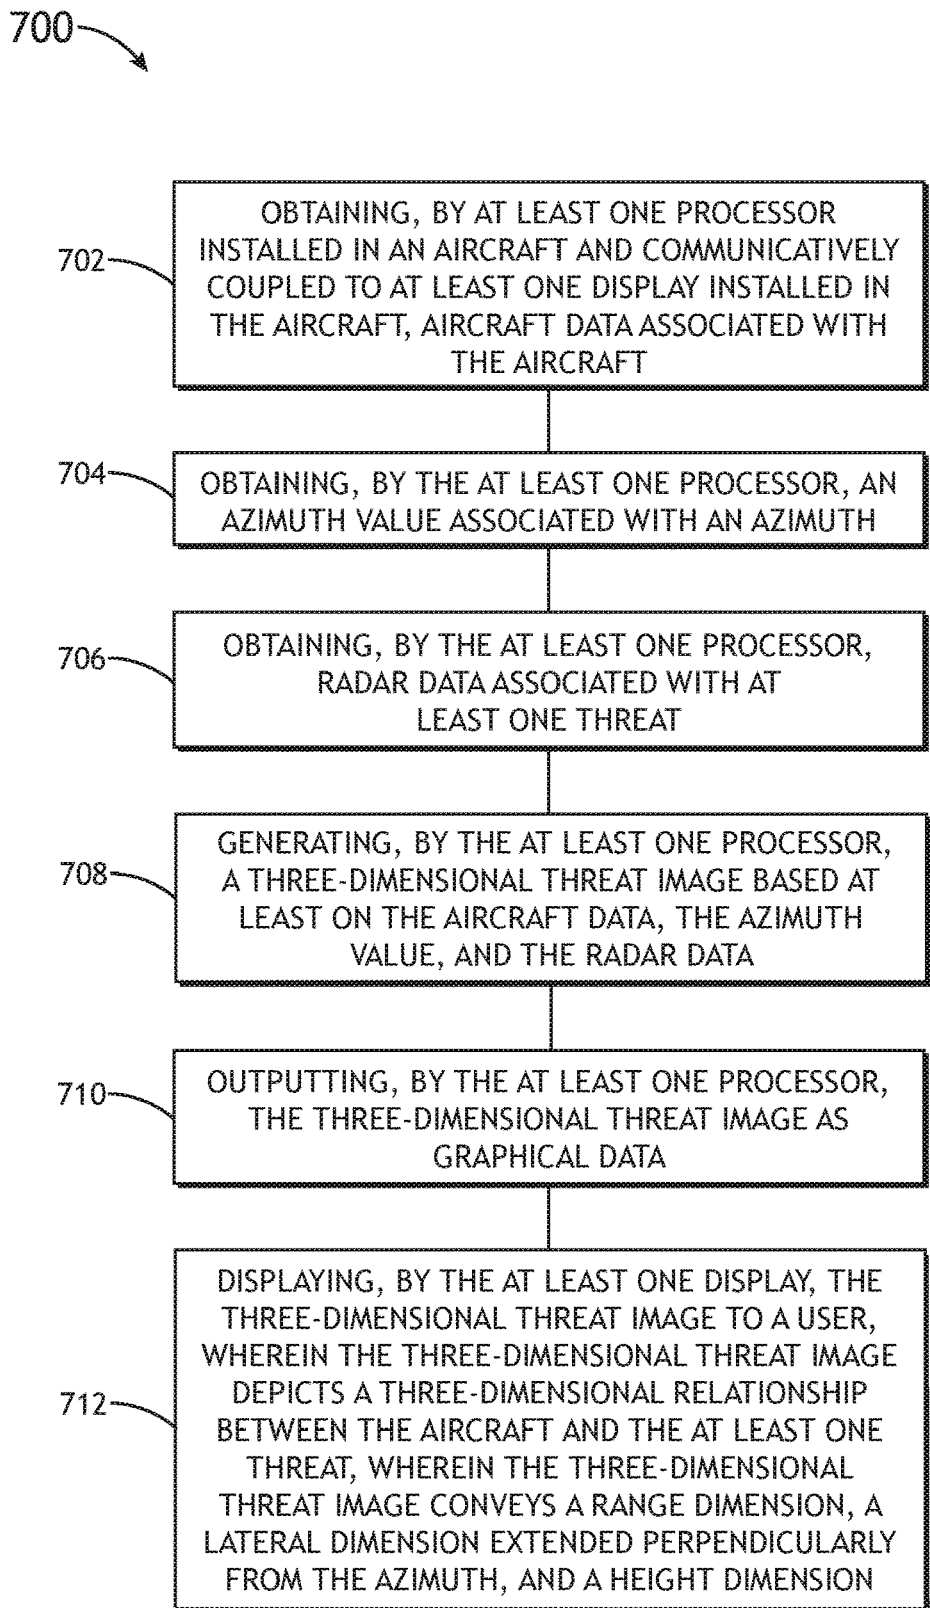 700
702
OBTAINING, BY AT LEAST ONE PROCESSOR
INSTALLED IN AN AIRCRAFT AND COMMUNICATIVELY
COUPLED TO AT LEAST ONE DISPLAY INSTALLED IN
THE AIRCRAFT, AIRCRAFT DATA ASSOCIATED WITH
THE AIRCRAFT
704
OBTAINING, BY THE AT LEAST ONE PROCESSOR, AN
AZIMUTH VALUE ASSOCIATED WITH AN AZIMUTH
706
OBTAINING, BY THE AT LEAST ONE PROCESSOR,
RADAR DATA ASSOCIATED WITH AT
LEAST ONE THREAT
708
GENERATING, BY THE AT LEAST ONE PROCESSOR,
A THREE-DIMENSIONAL THREAT IMAGE BASED AT
LEAST ON THE AIRCRAFT DATA, THE AZIMUTH
VALUE, AND THE RADAR DATA
710
OUTPUTTING, BY THE AT LEAST ONE PROCESSOR,
THE THREE-DIMENSIONAL THREAT IMAGE AS
GRAPHICAL DATA
712
DISPLAYING, BY THE AT LEAST ONE DISPLAY, THE
THREE-DIMENSIONAL THREAT IMAGE TO A USER,
WHEREIN THE THREE-DIMENSIONAL THREAT IMAGE
DEPICTS A THREE-DIMENSIONAL RELATIONSHIP
BETWEEN THE AIRCRAFT AND THE AT LEAST ONE
THREAT, WHEREIN THE THREE-DIMENSIONAL
THREAT IMAGE CONVEYS A RANGE DIMENSION, A
LATERAL DIMENSION EXTENDED PERPENDICULARLY
FROM THE AZIMUTH, AND A HEIGHT DIMENSION